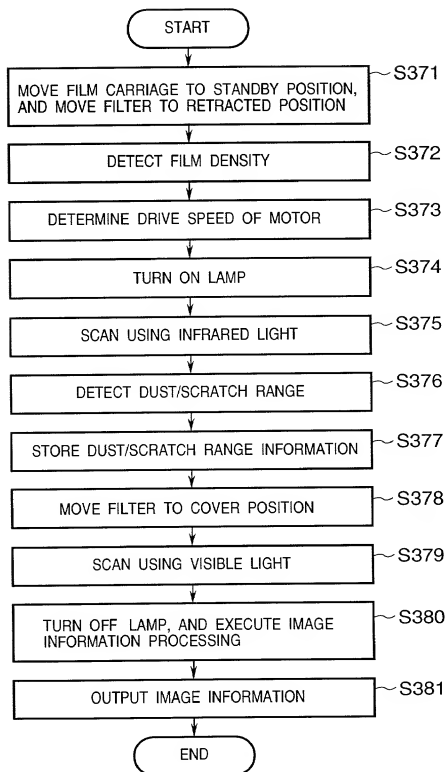 START
MOVE FILM CARRIAGE TO STANDBY POSITION,
AND MOVE FILTER TO RETRACTED POSITION
S371
DETECT FILM DENSITY
S372
DETERMINE DRIVE SPEED OF MOTOR
S373
TURN ON LAMP
S374
SCAN USING INFRARED LIGHT
S375
DETECT DUST/SCRATCH RANGE
S376
STORE DUST/SCRATCH RANGE INFORMATION
S377
MOVE FILTER TO COVER POSITION
S378
SCAN USING VISIBLE LIGHT
S379
TURN OFF LAMP, AND EXECUTE IMAGE
INFORMATION PROCESSING
S380
OUTPUT IMAGE INFORMATION
S381
END